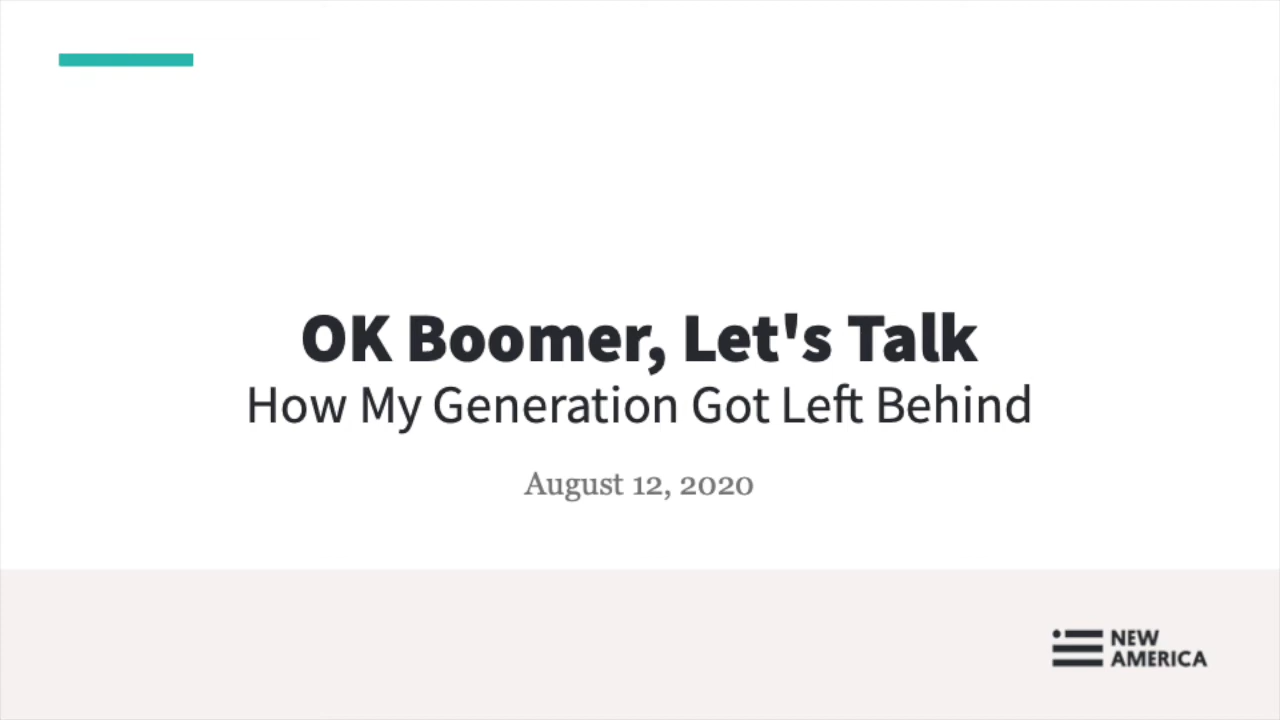 OK Boomer, Let's Talk
How My Generation Got Left Behind
August 12, 2020
NEW
AMERICA